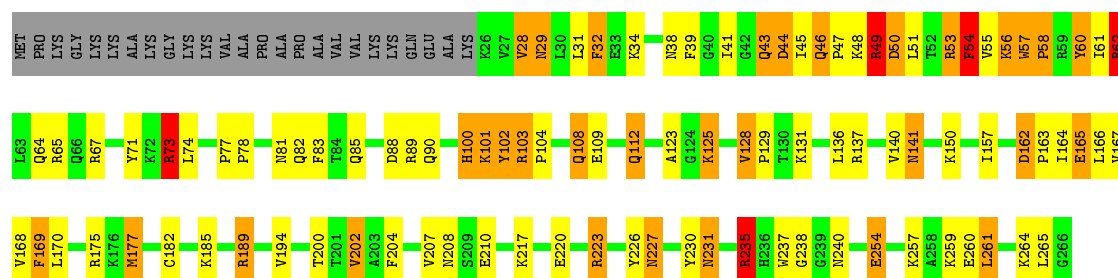 MET PRO LYS GLY LYS LYS ALA LYS GLY LYS LYS VAL ALA PRO ALA PRO ALA VAL VAL LYS LYS GLN GLU ALA LYS K26 V27 V28 N29 L30 L31 F32 E33 K34 N38 F39 G40 I41 G42 Q43 D44 I45 Q46 P47 K48 R49 D50 L51 T52 R53 F54 V55 K56 W57 P58 R59 Y60 I61 R62
L63 Q64 R65 Q66 R67 Y71 K72 R73 L74 P77 P78 N81 Q82 F83 T84 Q85 D88 R89 Q90 H100 K101 Y102 R103 P104 Q108 E109 Q112 A123 G124 K125 V128 P129 T130 K131 L136 R137 V140 N141 K150 I157 D162 P163 I164 E165 L166 V167
V168 F169 L170 R175 K176 M177 C182 K185 R189 V194 T200 T201 V202 A203 F204 V207 N208 S209 E210 K217 E220 R223 Y226 N227 Y230 N231 R235 H236 W237 G238 G239 N240 E254 K257 A258 K259 E260 L261 K264 L265 G266